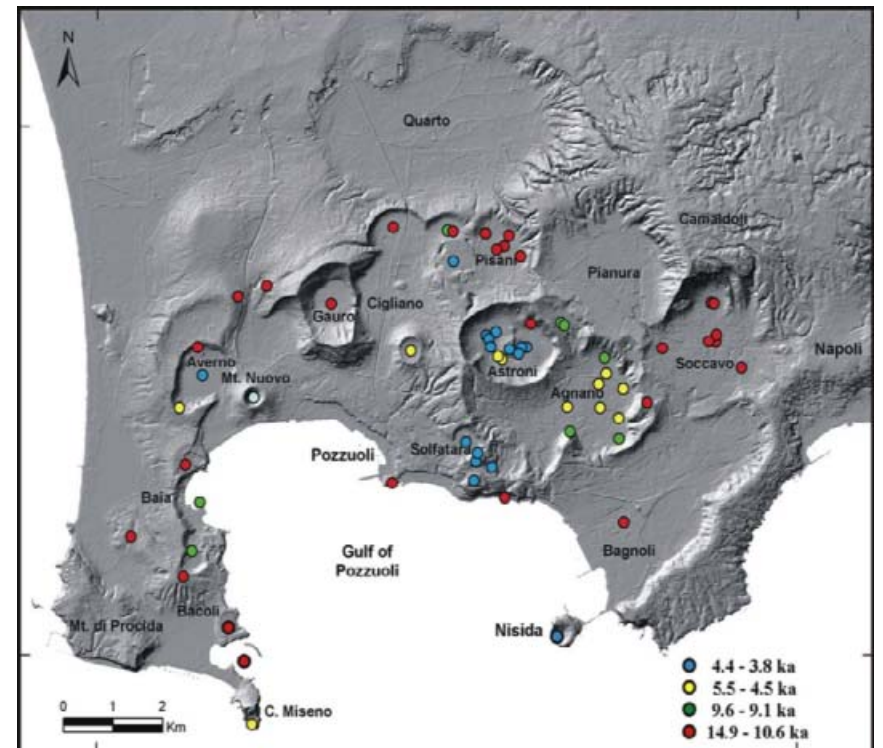 N
Quarto
Camaldoli
Pisani
Pianura
Cigliano
Gauro
Averno
Mt. Nuovo
Astroni
Soccavo
Napoli
Agnano
Solfatara
Pozzuoli
Baia
Gulf of
Pozzuoli
Bagnoli
Bacoli
Mt. di Procida
Nisida
C. Miseno
4.4 - 3.8 ka
5.5 - 4.5 ka
9.6 - 9.1 ka
14.9 - 10.6 ka
0 1 2
Km